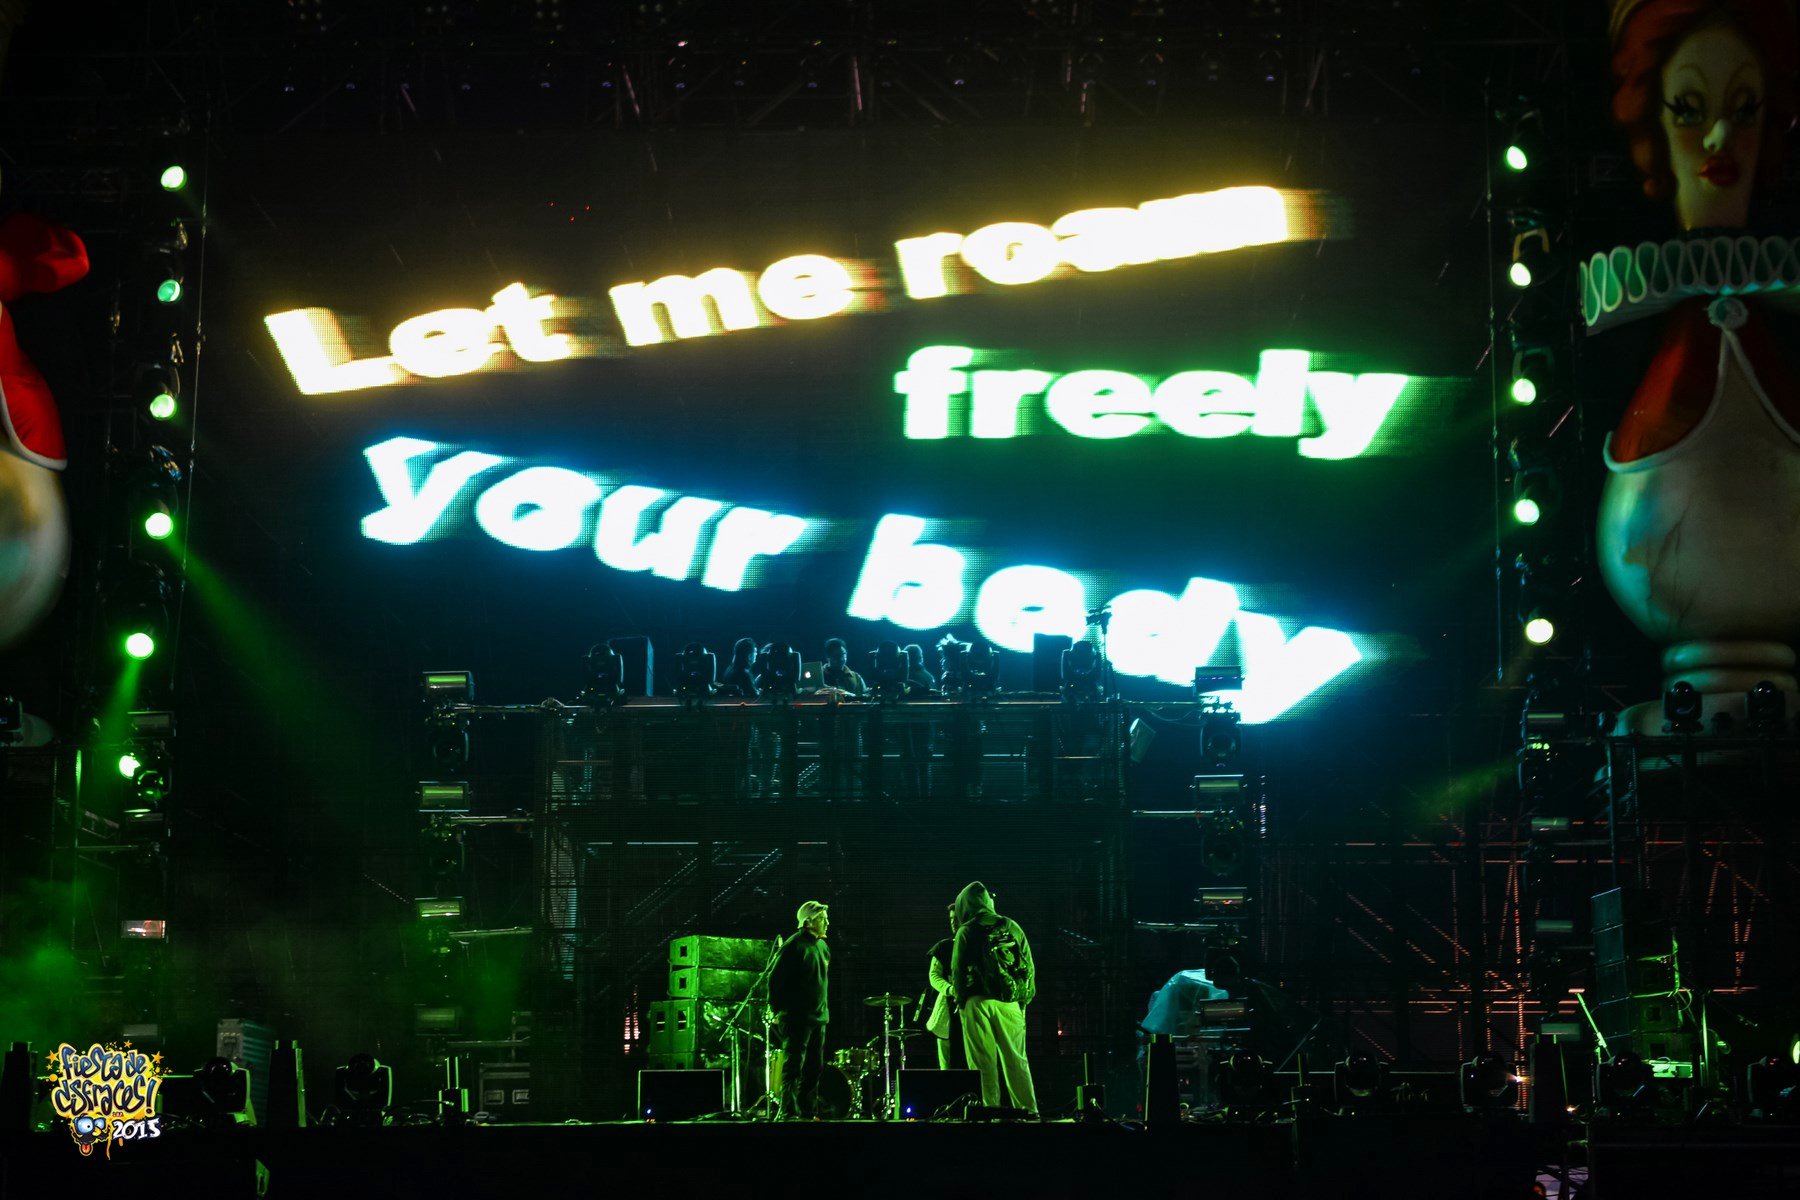 Let me roam
freely
your body
fiesta de
disfraces!
2015